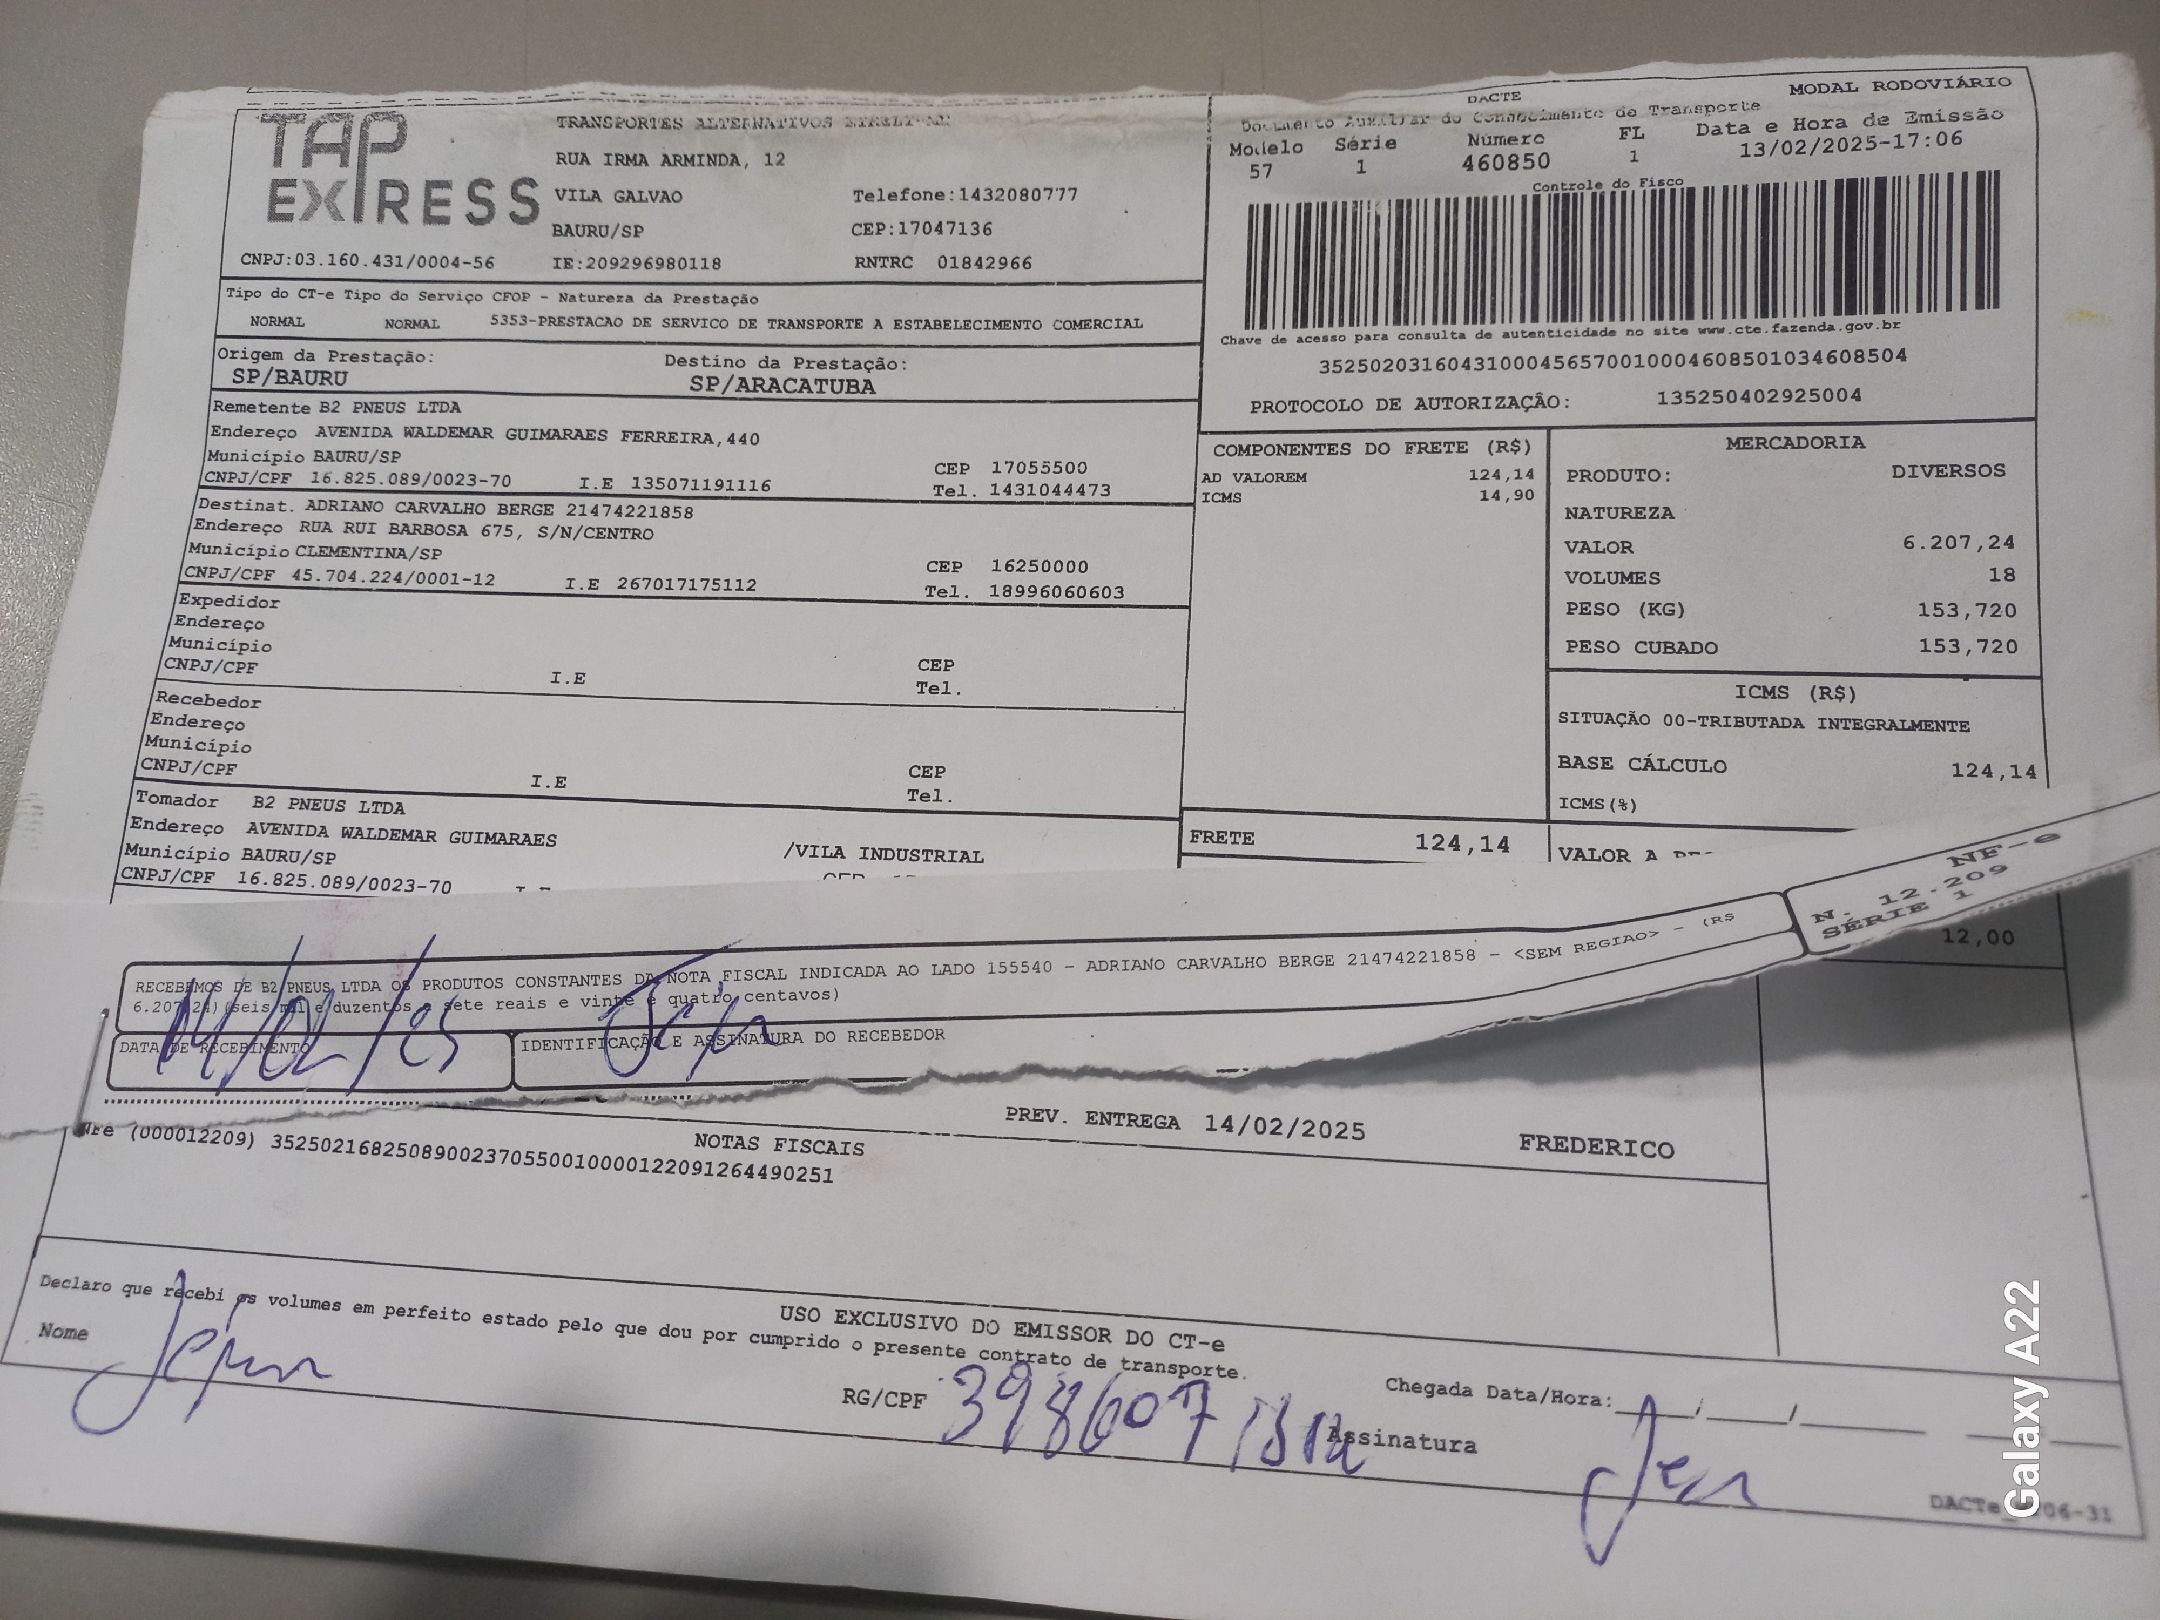 TAP EXPRESS
TRANSPORTES ALTERNATIVOS
RUA IRMA ARMINDA, 12
VILA GALVAO Telefone:1432080777
BAURU/SP CEP:17047136
CNPJ:03.160.431/0004-56 IE:209296980118 RNTRC 01842966
DACTE MODAL RODOVIÁRIO
Documento Auxiliar do Conhecimento de Transporte
Modelo Série Número FL Data e Hora de Emissão
57 1 460850 1 13/02/2025-17:06
Controle do Fisco
Chave de acesso para consulta de autenticidade no site www.cte.fazenda.gov.br
35250203160431000456570010004608501034608504
PROTOCOLO DE AUTORIZAÇÂO: 135250402925004
Tipo do CT-e Tipo do Serviço CFOP - Natureza da Prestação
NORMAL NORMAL 5353-PRESTACAO DE SERVICO DE TRANSPORTE A ESTABELECIMENTO COMERCIAL
Origem da Prestação: Destino da Prestação:
SP/BAURU SP/ARACATUBA
Remetente B2 PNEUS LTDA
Endereço AVENIDA WALDEMAR GUIMARAES FERREIRA,440
Município BAURU/SP CEP 17055500
CNPJ/CPF 16.825.089/0023-70 I.E 135071191116 Tel. 1431044473
Destinat. ADRIANO CARVALHO BERGE 21474221858
Endereço RUA RUI BARBOSA 675, S/N/CENTRO
Município CLEMENTINA/SP CEP 16250000
CNPJ/CPF 45.704.224/0001-12 I.E 267017175112 Tel. 18996060603
Expedidor
Endereço
Município CEP
CNPJ/CPF I.E Tel.
Recebedor
Endereço
Município CEP
CNPJ/CPF I.E Tel.
Tomador B2 PNEUS LTDA
Endereço AVENIDA WALDEMAR GUIMARAES /VILA INDUSTRIAL
Município BAURU/SP
CNPJ/CPF 16.825.089/0023-70
COMPONENTES DO FRETE (R$)
AD VALOREM 124,14
ICMS 14,90
FRETE 124,14
MERCADORIA
PRODUTO: DIVERSOS
NATUREZA
VALOR 6.207,24
VOLUMES 18
PESO (KG) 153,720
PESO CUBADO 153,720
ICMS (R$)
SITUAÇÃO 00-TRIBUTADA INTEGRALMENTE
BASE CÁLCULO 124,14
ICMS(%)
VALOR A
12,00
NF-e
N. 12.209
SÉRIE 1
RECEBEMOS DE B2 PNEUS LTDA OS PRODUTOS CONSTANTES DA NOTA FISCAL INDICADA AO LADO 155540 - ADRIANO CARVALHO BERGE 21474221858 - <SEM REGIAO> - (R$
6.207,24)(seis mil e duzentos e sete reais e vinte e quatro centavos)
DATA DE RECEBIMENTO IDENTIFICAÇÃO E ASSINATURA DO RECEBEDOR
PREV. ENTREGA 14/02/2025 FREDERICO
NOTAS FISCAIS
(000012209) 35250216825089002370550010000122091264490251
USO EXCLUSIVO DO EMISSOR DO CT-e
Declaro que recebi os volumes em perfeito estado pelo que dou por cumprido o presente contrato de transporte.
Nome RG/CPF Chegada Data/Hora: __/__/__
Assinatura
Galaxy A22